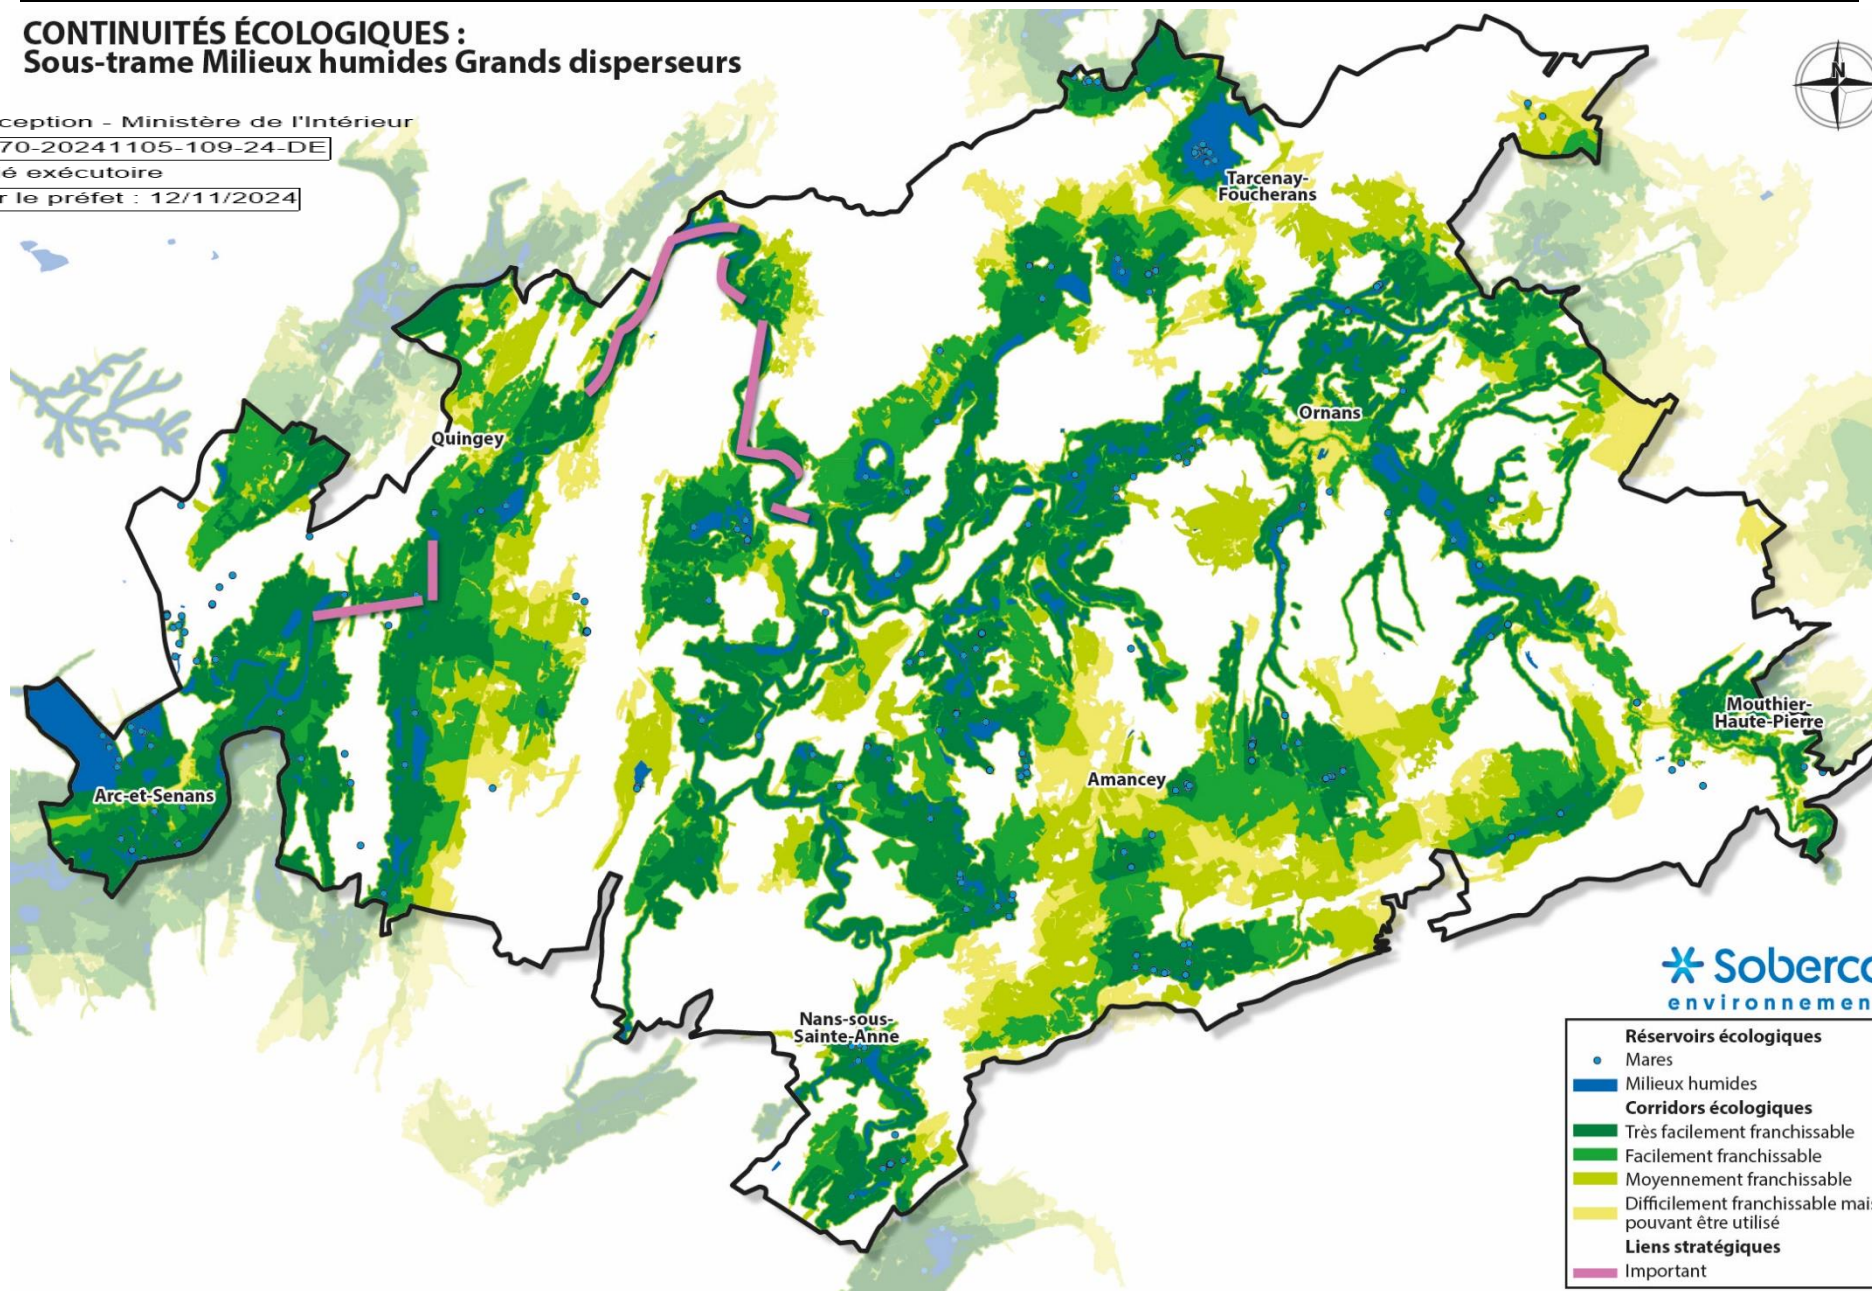 CONTINUITÉS ÉCOLOGIQUES :
Sous-trame Milieux humides Grands disperseurs
ception - Ministère de l'Intérieur
70-20241105-109-24-DE
é exécutoire
r le préfet : 12/11/2024
N
Tarcenay-
Foucherans
Ornans
Quingey
Mouthier-
Haute-Pierre
Amancey
Arc-et-Senans
Nans-sous-
Sainte-Anne
Soberco
environnemen
Réservoirs écologiques
Mares
Milieux humides
Corridors écologiques
Très facilement franchissable
Facilement franchissable
Moyennement franchissable
Difficilement franchissable mais
pouvant être utilisé
Liens stratégiques
Important